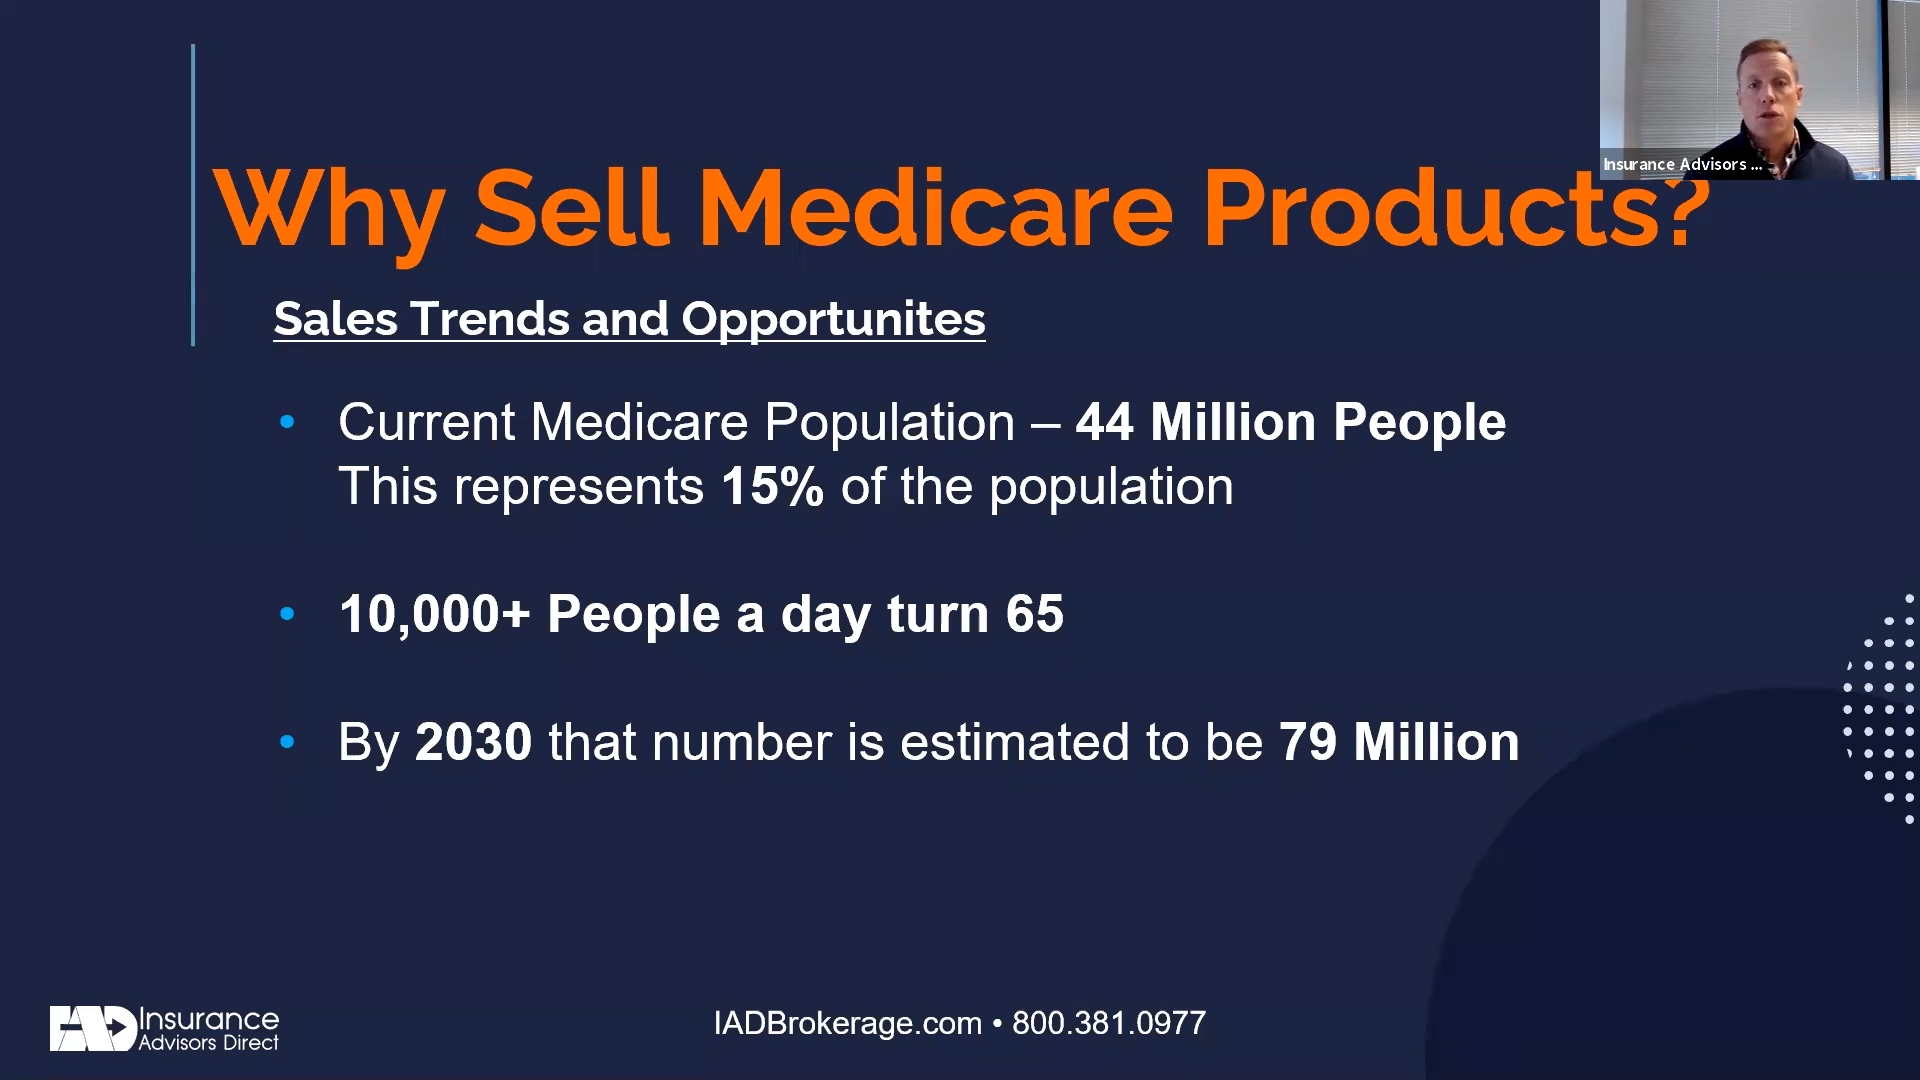 Insurance Advisors ...
Why Sell Medicare Products?
Sales Trends and Opportunites
• Current Medicare Population – 44 Million People
This represents 15% of the population
• 10,000+ People a day turn 65
• By 2030 that number is estimated to be 79 Million
IAD Insurance
Advisors Direct
IADBrokerage.com • 800.381.0977